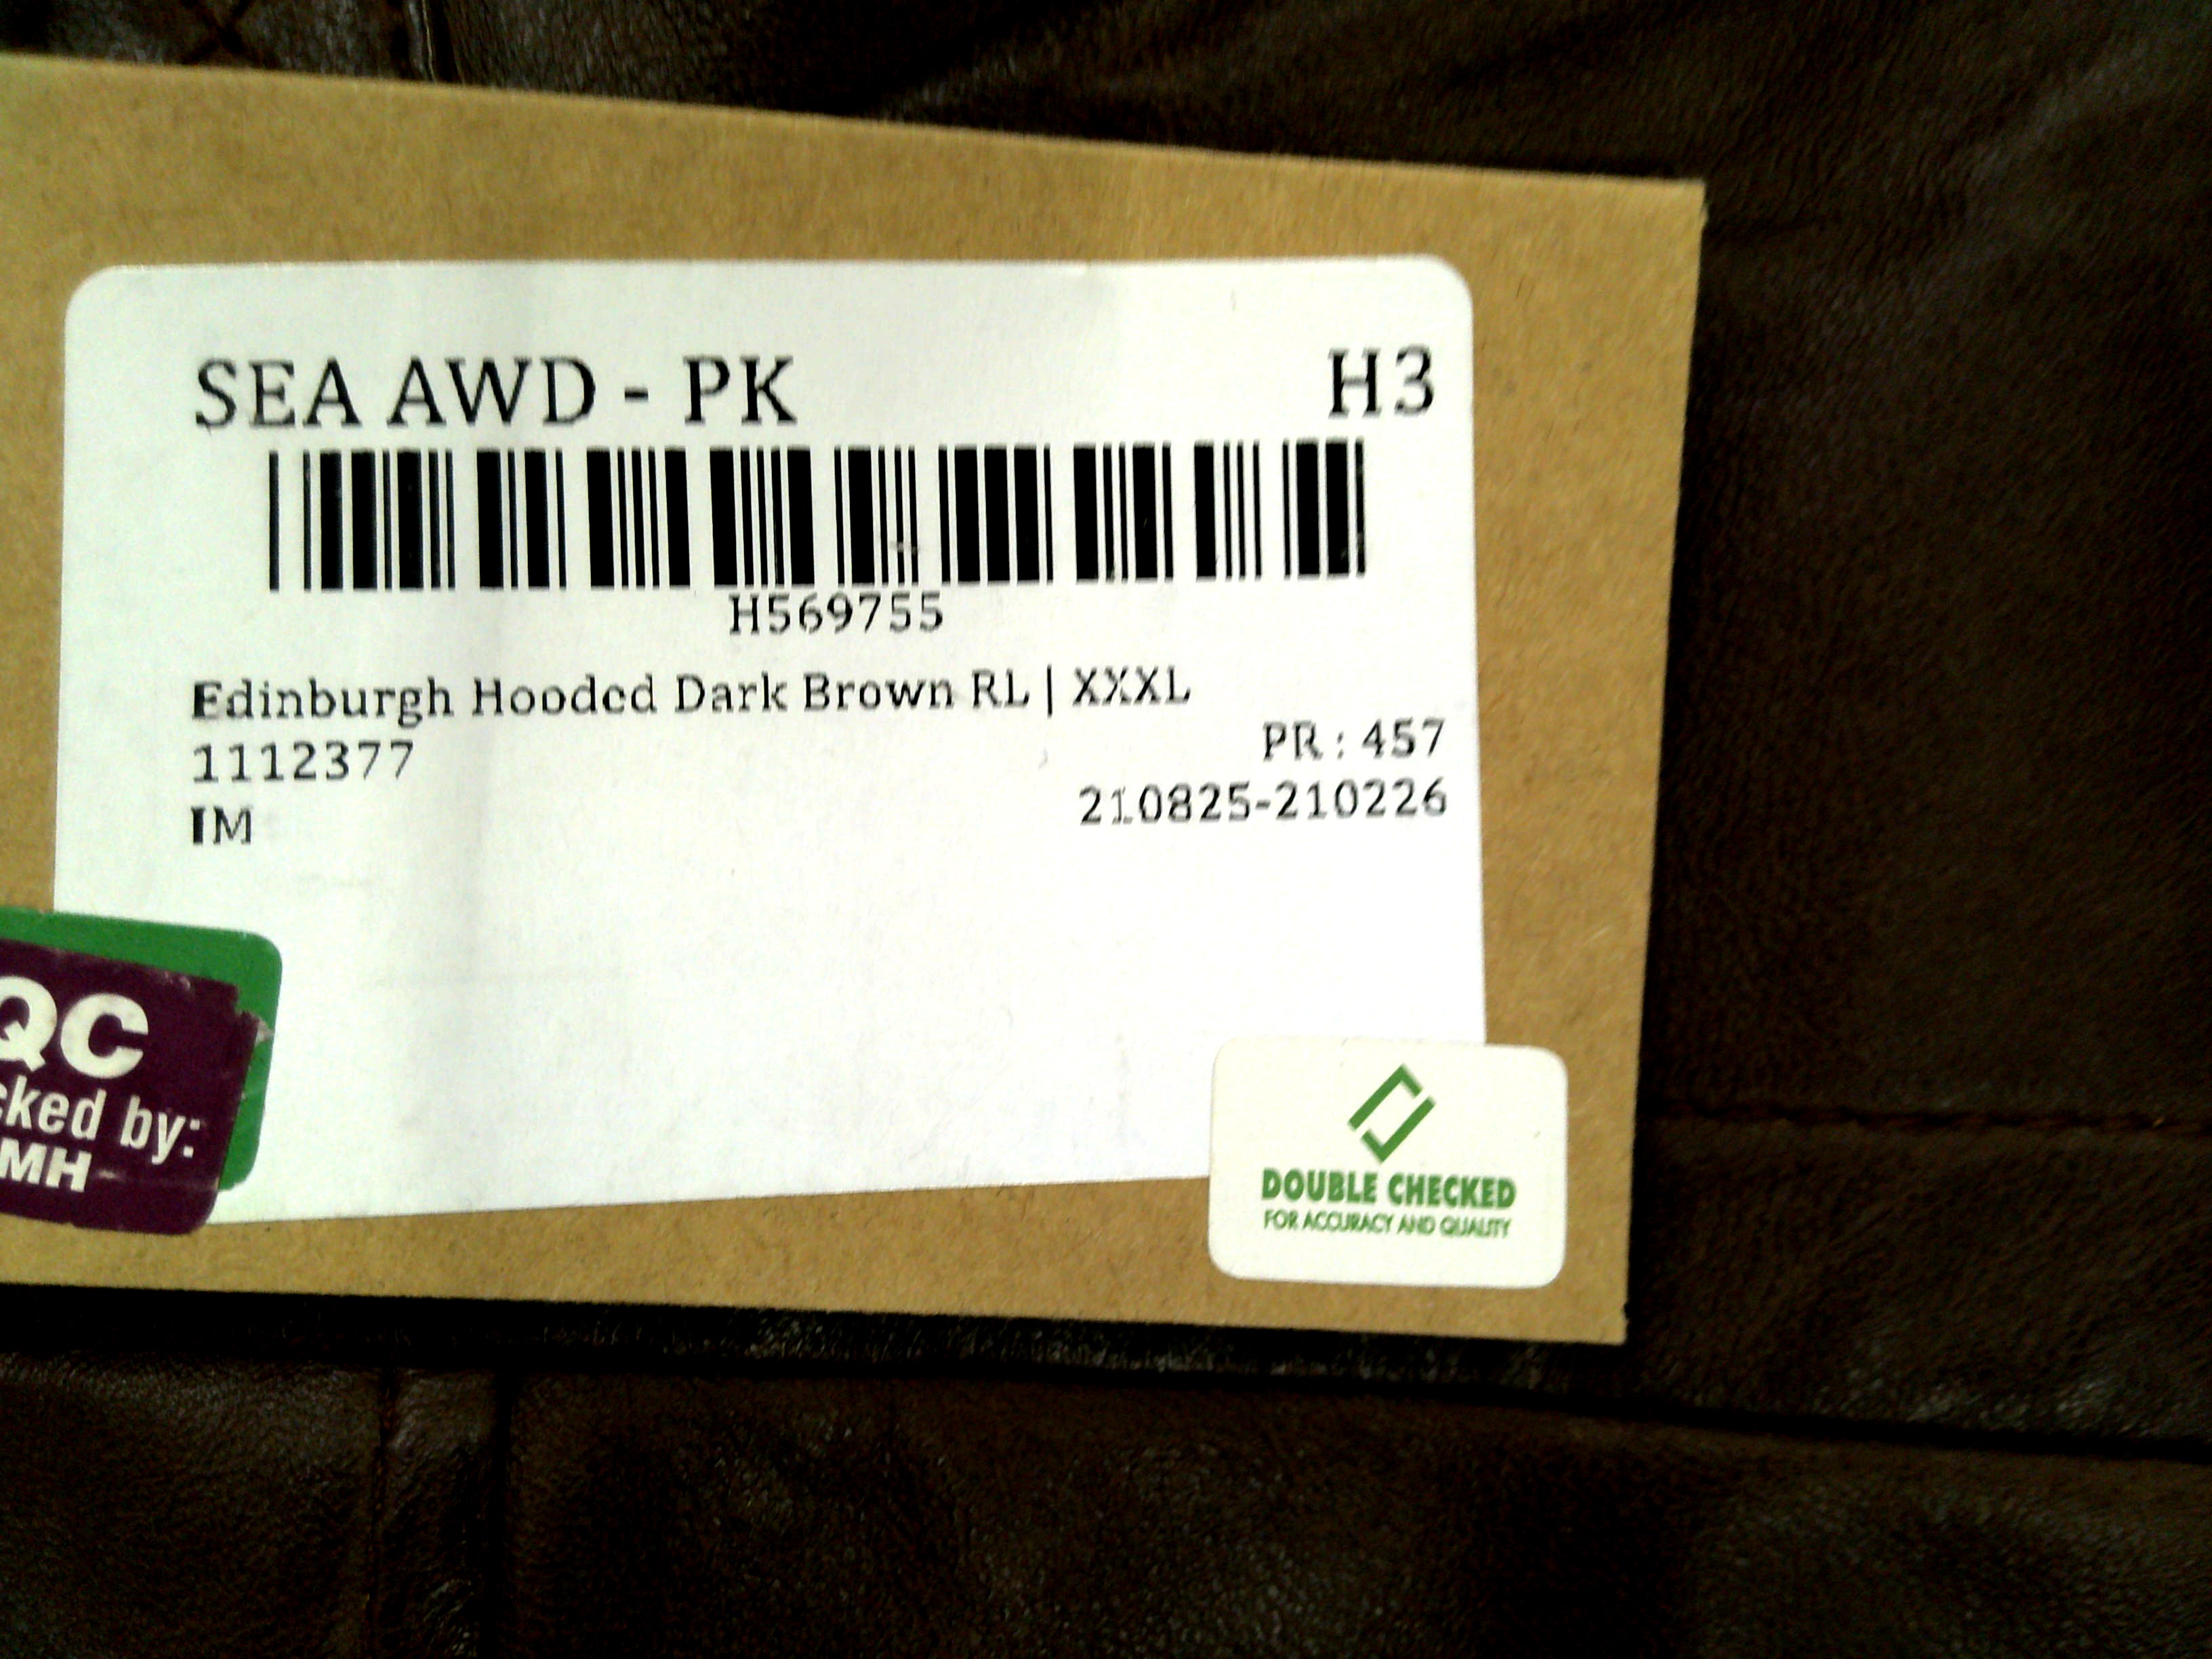 SEA AWD - PK H3
H569755
Edinburgh Hooded Dark Brown RL | XXXL
1112377 PR : 457
IM 210825-210226
QC
cked by:
MH
DOUBLE CHECKED
FOR ACCURACY AND QUALITY